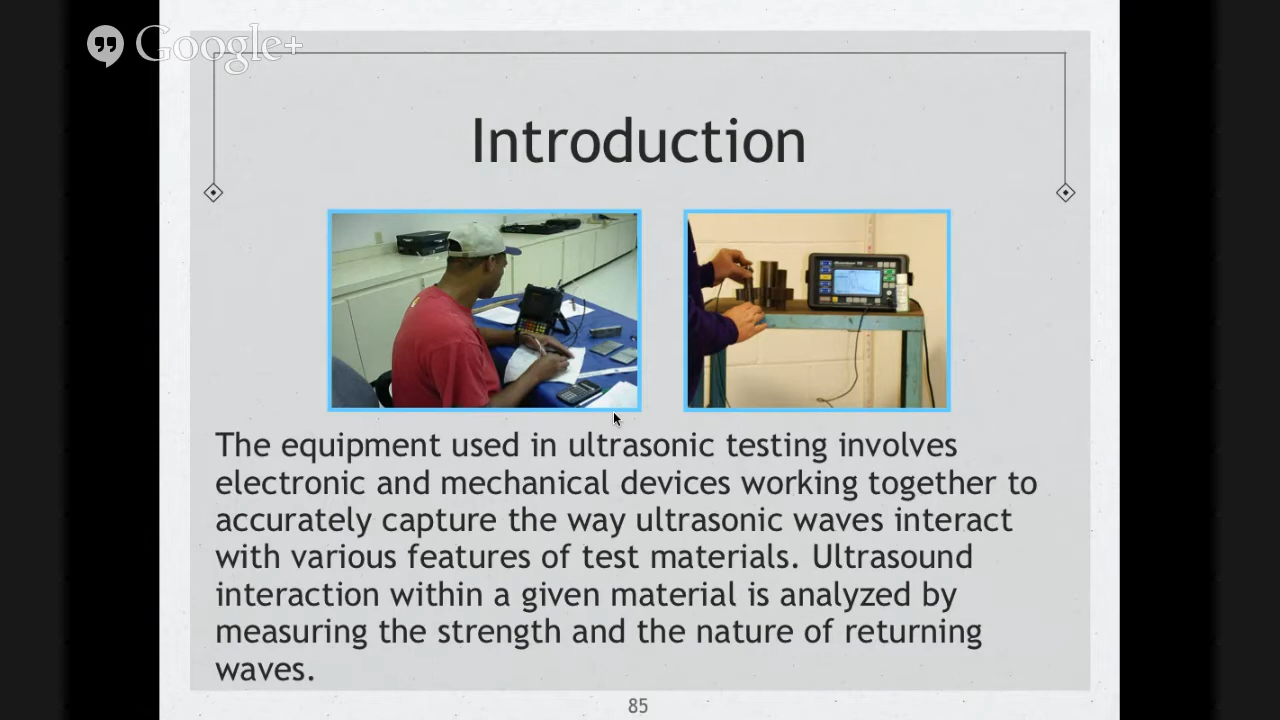 Google+
Introduction
The equipment used in ultrasonic testing involves
electronic and mechanical devices working together to
accurately capture the way ultrasonic waves interact
with various features of test materials. Ultrasound
interaction within a given material is analyzed by
measuring the strength and the nature of returning
waves.
85